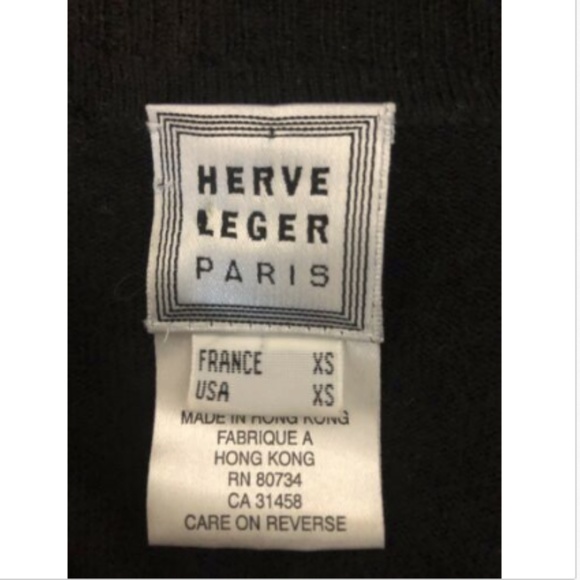 HERVE
LEGER
PARIS
FRANCE XS
USA XS
MADE IN HONG KONG
FABRIQUE A
HONG KONG
RN 80734
CA 31458
CARE ON REVERSE